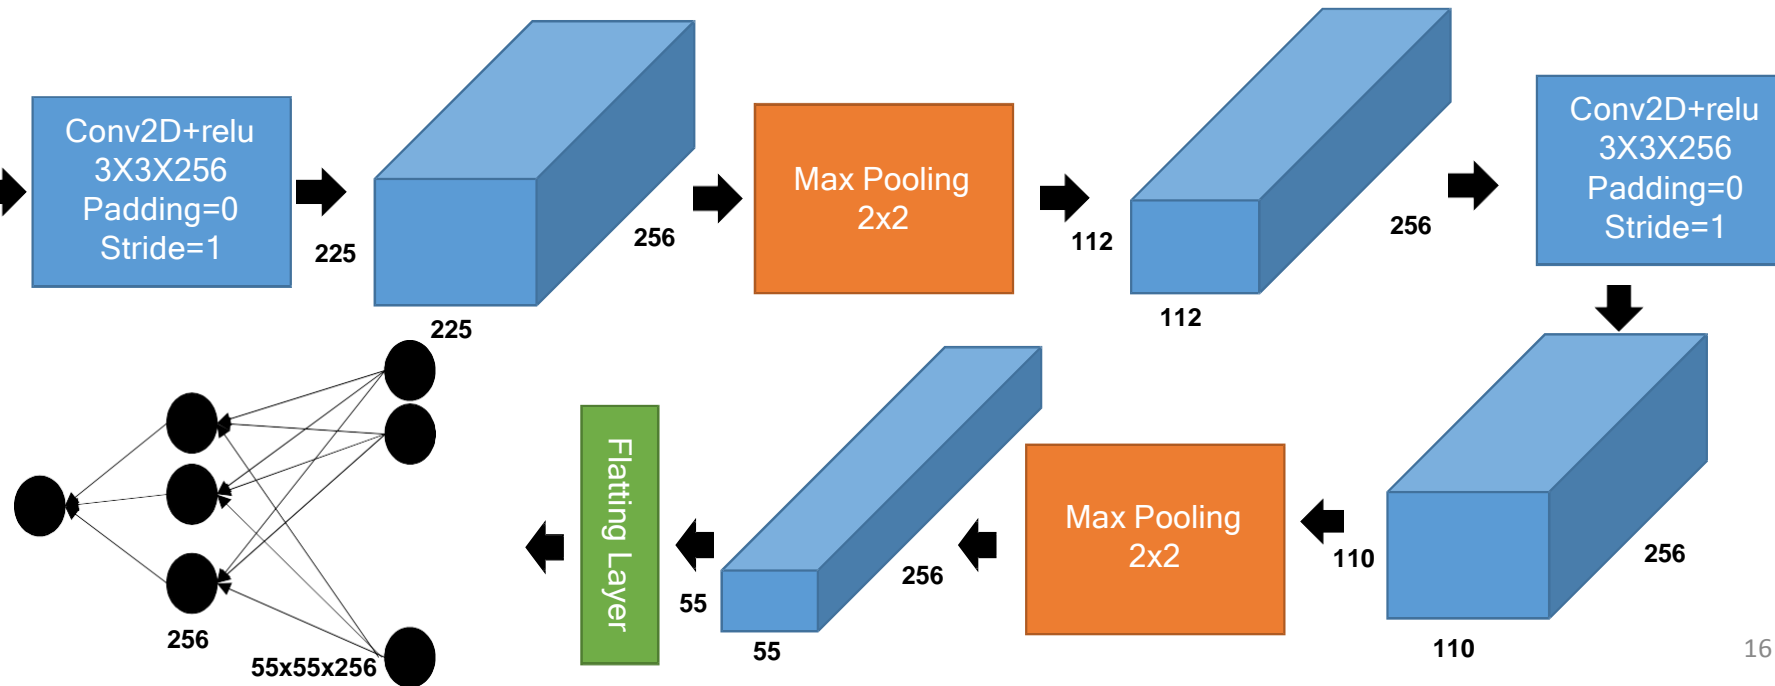 Conv2D+relu
3X3X256
Padding=0
Stride=1
225
225
256
Max Pooling
2x2
112
112
256
Conv2D+relu
3X3X256
Padding=0
Stride=1
110
110
256
Max Pooling
2x2
256
55
55
Flatting Layer
55x55x256
256
16